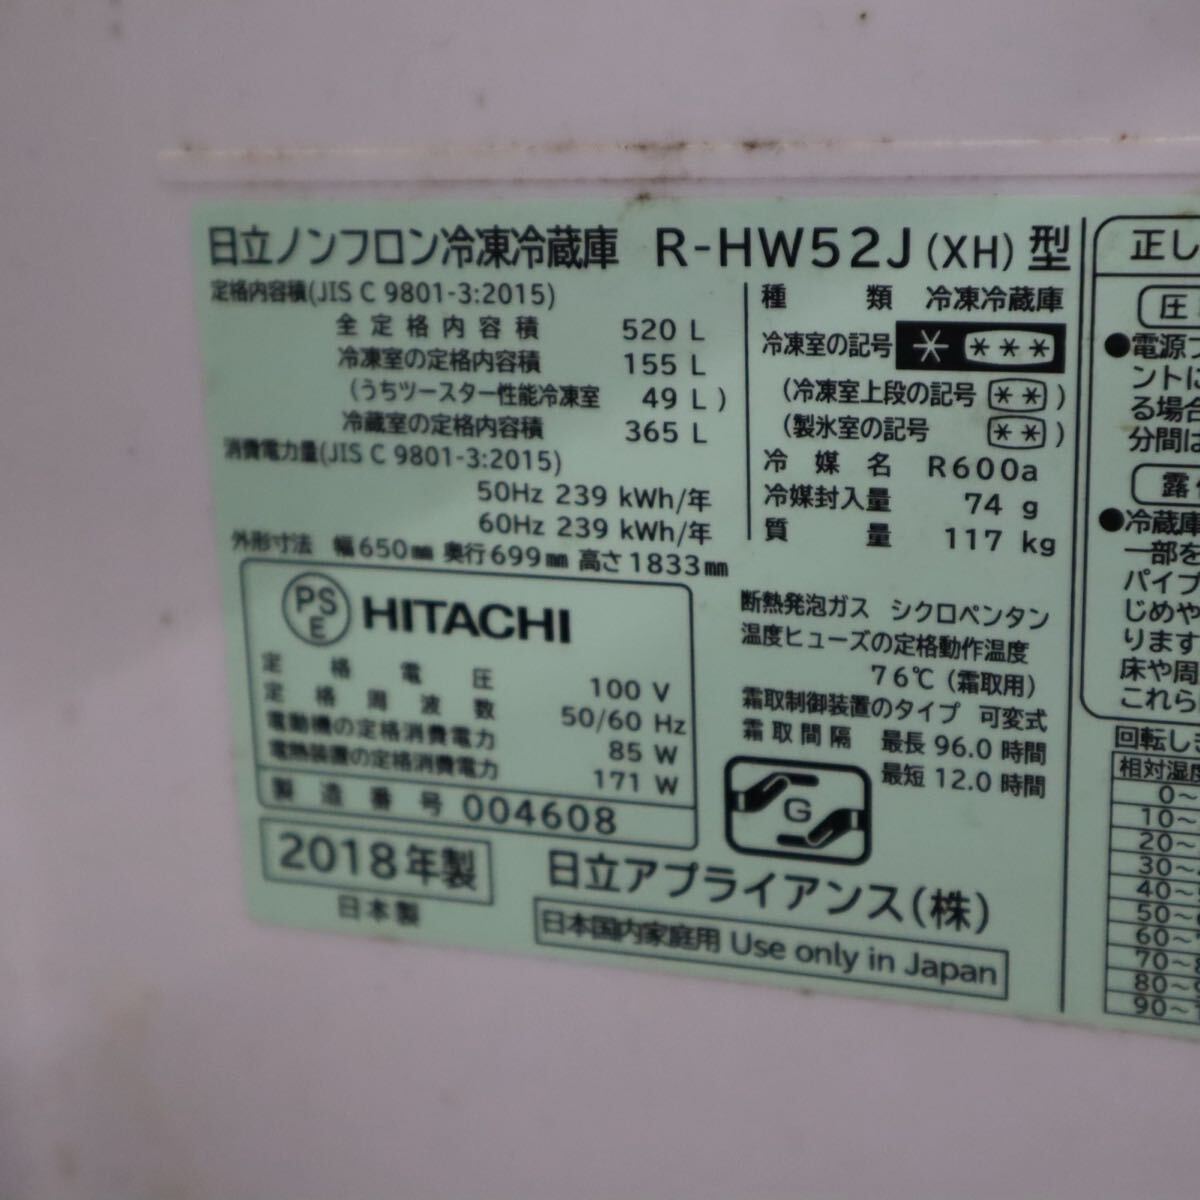 日立ノンフロン冷凍冷蔵庫 R-HW52J(XH)型
定格内容積(JIS C 9801-3:2015)
全定格内容積 520 L
冷凍室の定格内容積 155 L
(うちツースター性能冷凍室 49 L)
冷蔵室の定格内容積 365 L
消費電力量(JIS C 9801-3:2015)
50Hz 239 kWh/年
60Hz 239 kWh/年
外形寸法 幅650mm 奥行699mm 高さ1833mm
種類 冷凍冷蔵庫
冷凍室の記号 * ***
(冷凍室上段の記号 **)
(製氷室の記号 **)
冷媒名 R600a
冷媒封入量 74 g
質量 117 kg
PSE HITACHI
定格電圧 100 V
定格周波数 50/60 Hz
電動機の定格消費電力 85 W
電熱装置の定格消費電力 171 W
製造番号 004608
2018年製
日本製
断熱発泡ガス シクロペンタン
温度ヒューズの定格動作温度
76℃(霜取用)
霜取制御装置のタイプ 可変式
霜取間隔 最長 96.0 時間
最短 12.0 時間
G
日立アプライアンス(株)
日本国内家庭用 Use only in Japan
正し
圧
●電源プ
ントに
る場合
分間は
露
●冷蔵庫
一部を
パイプ
じめや
ります
床や周
これら
回転し
相対湿度
0～
10～
20～
30～
40～
50～
60～
70～
80～
90～